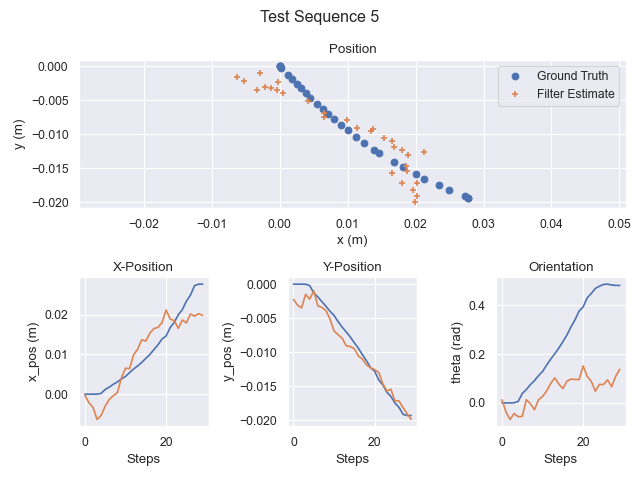 Test Sequence 5
Position
Ground Truth
Filter Estimate
0.000
−0.005
−0.010
−0.015
−0.020
y (m)
−0.02
−0.01
0.00
0.01
0.02
0.03
0.04
0.05
x (m)
X-Position
0.02
0.01
0.00
x_pos (m)
0
20
Steps
Y-Position
0.000
−0.005
−0.010
−0.015
−0.020
y_pos (m)
0
20
Steps
Orientation
0.4
0.2
0.0
theta (rad)
0
20
Steps